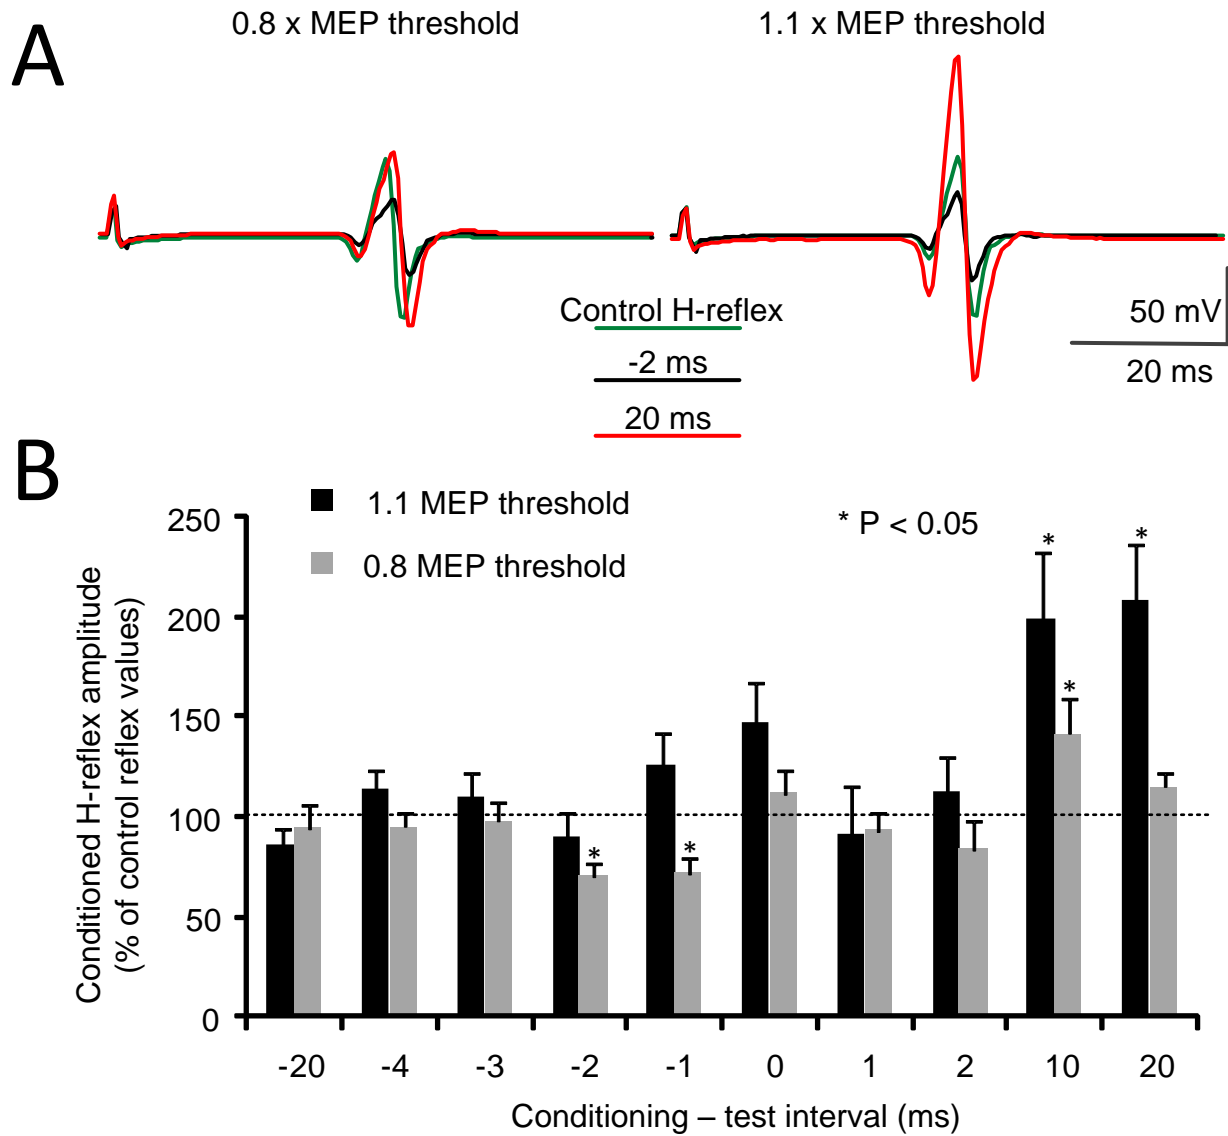 A
0.8 x MEP threshold
1.1 x MEP threshold
Control H-reflex
-2 ms
20 ms
50 mV
20 ms
B
1.1 MEP threshold
0.8 MEP threshold
* P < 0.05
Conditioned H-reflex amplitude
(% of control reflex values)
250
200
150
100
50
0
* * * * *
-20 -4 -3 -2 -1 0 1 2 10 20
Conditioning – test interval (ms)